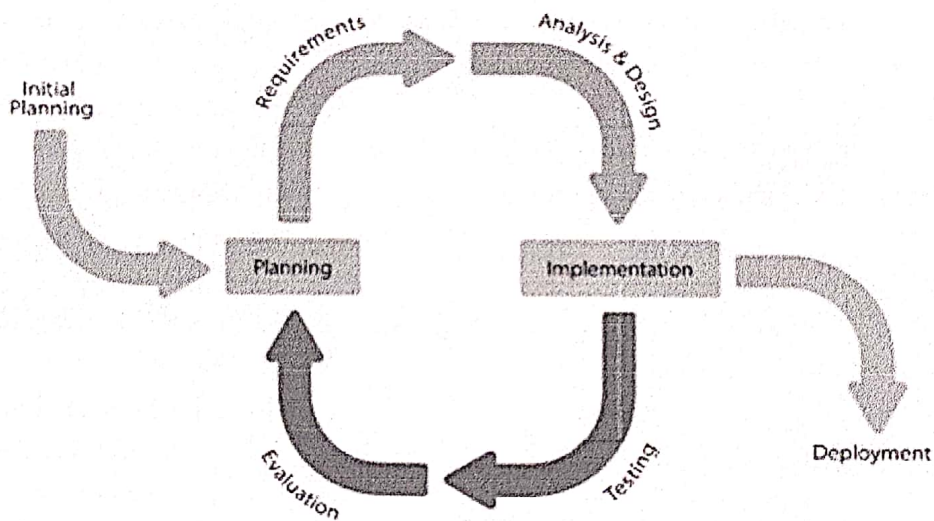 Requirements
Analysis & Design
Initial
Planning
Planning
Implementation
Evaluation
Testing
Deployment